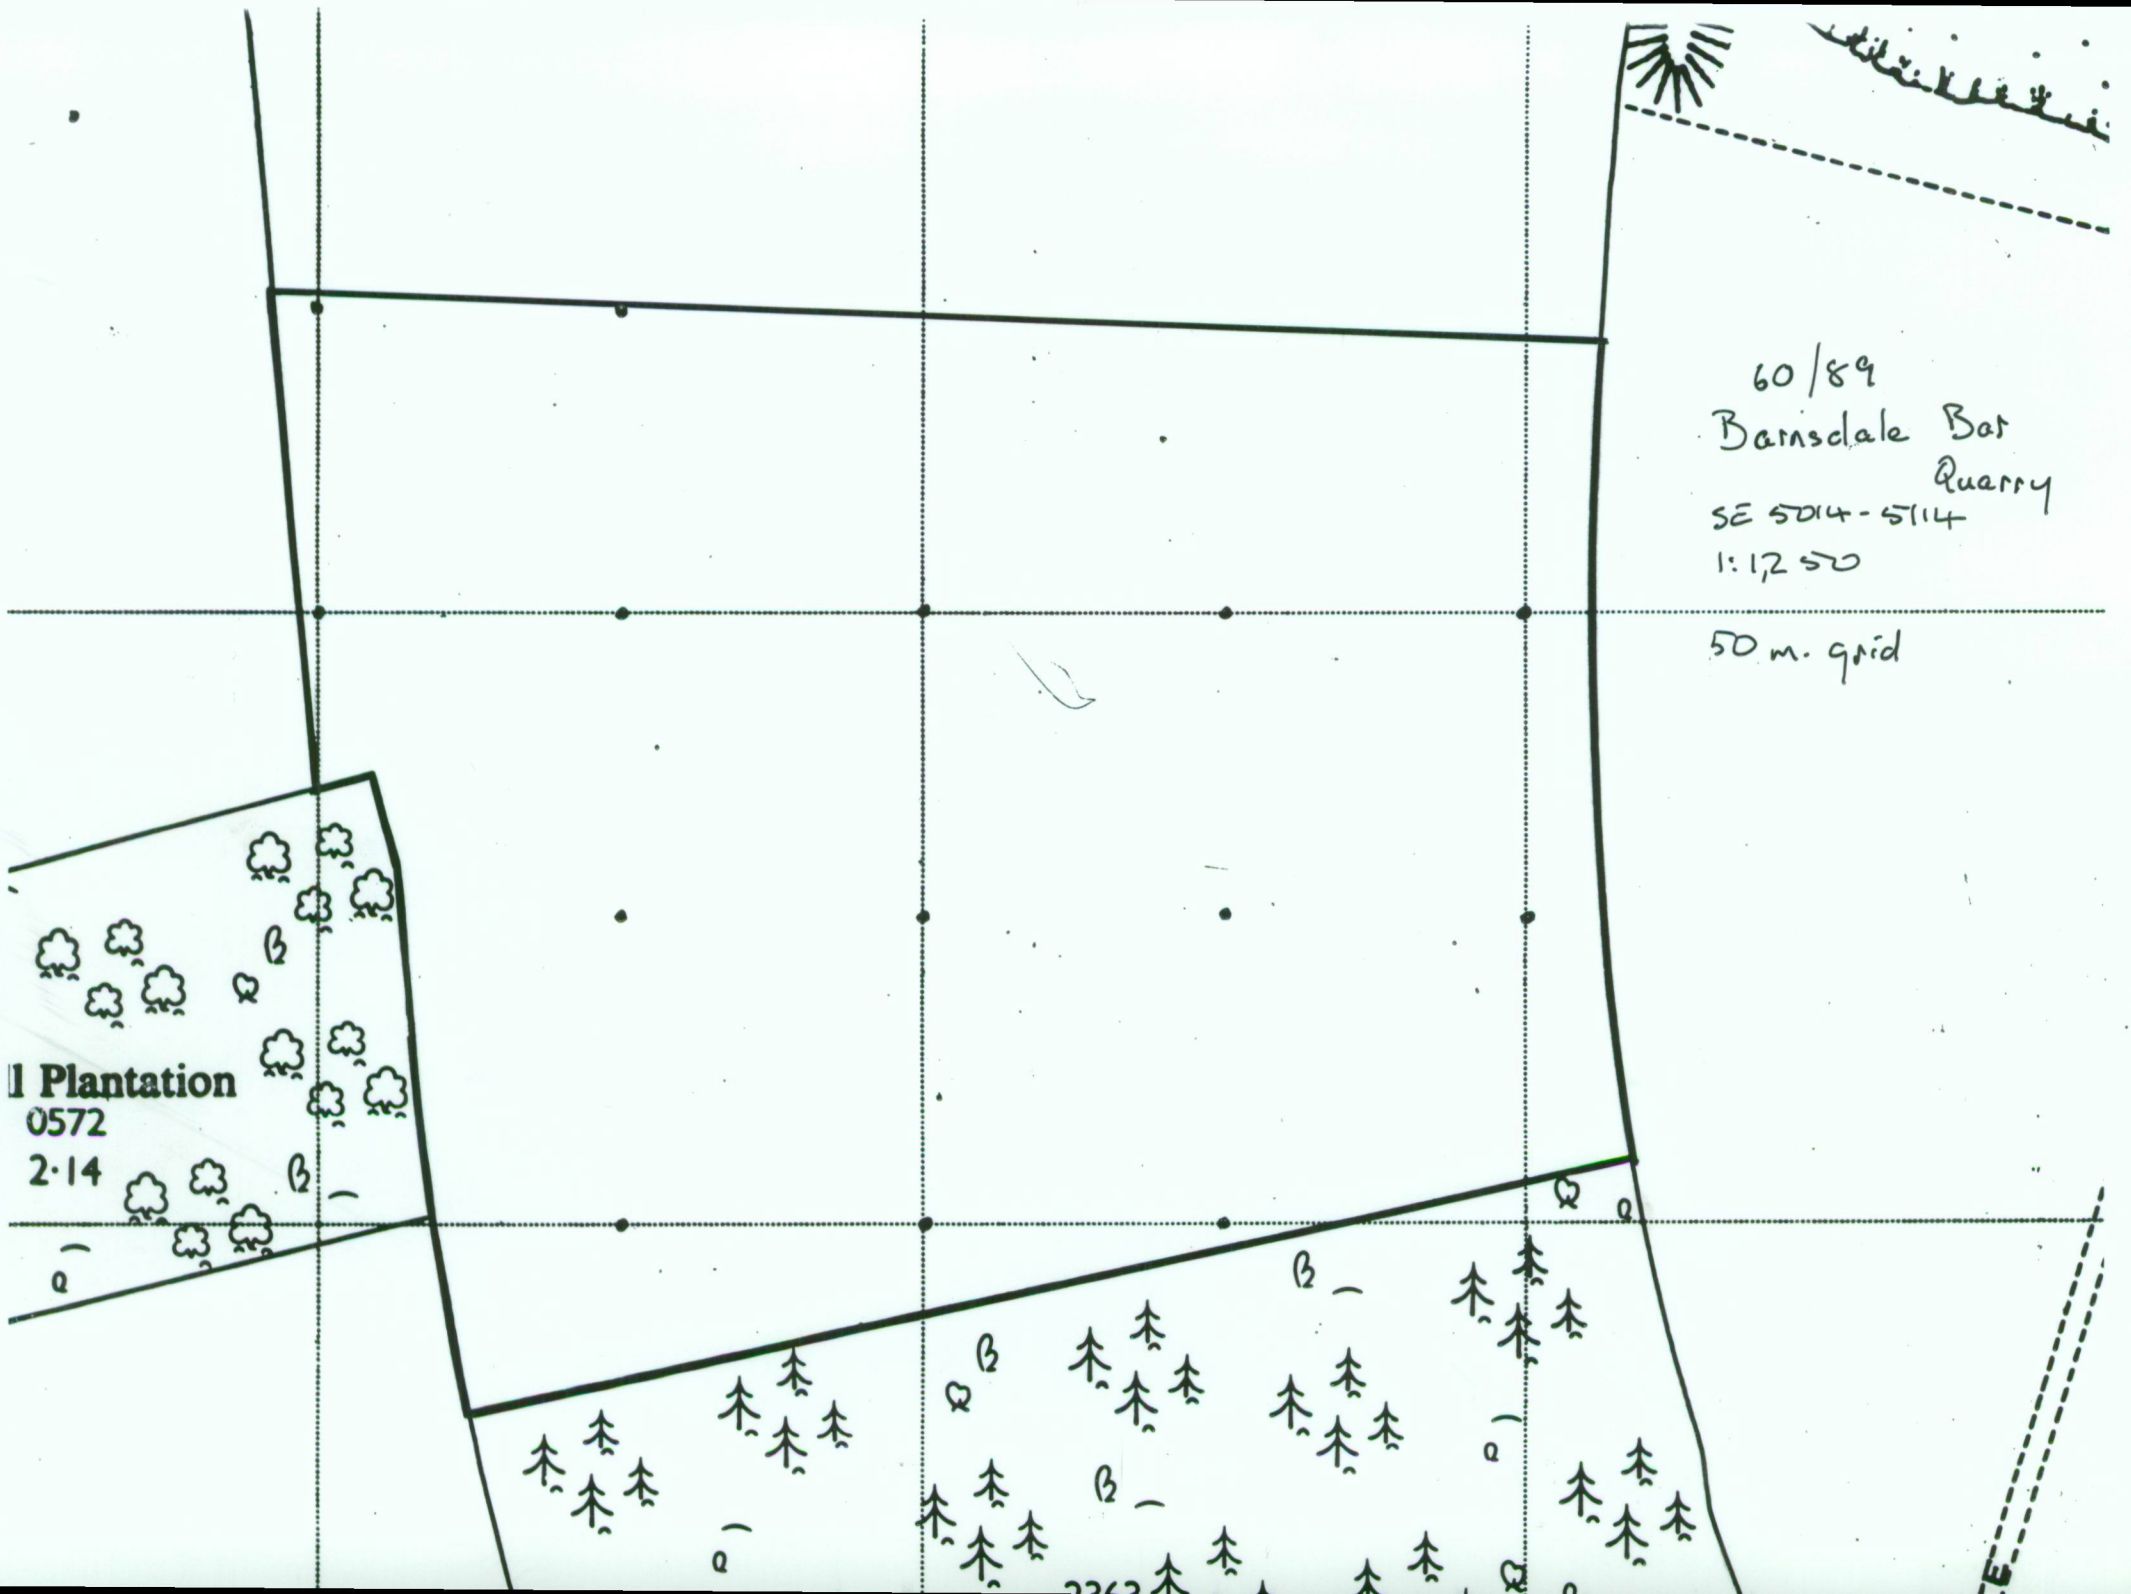 60/89
Barnsdale Bar
Quarry
SE 5014-5114
1:1,250
50 m. grid
l Plantation
0572
2·14